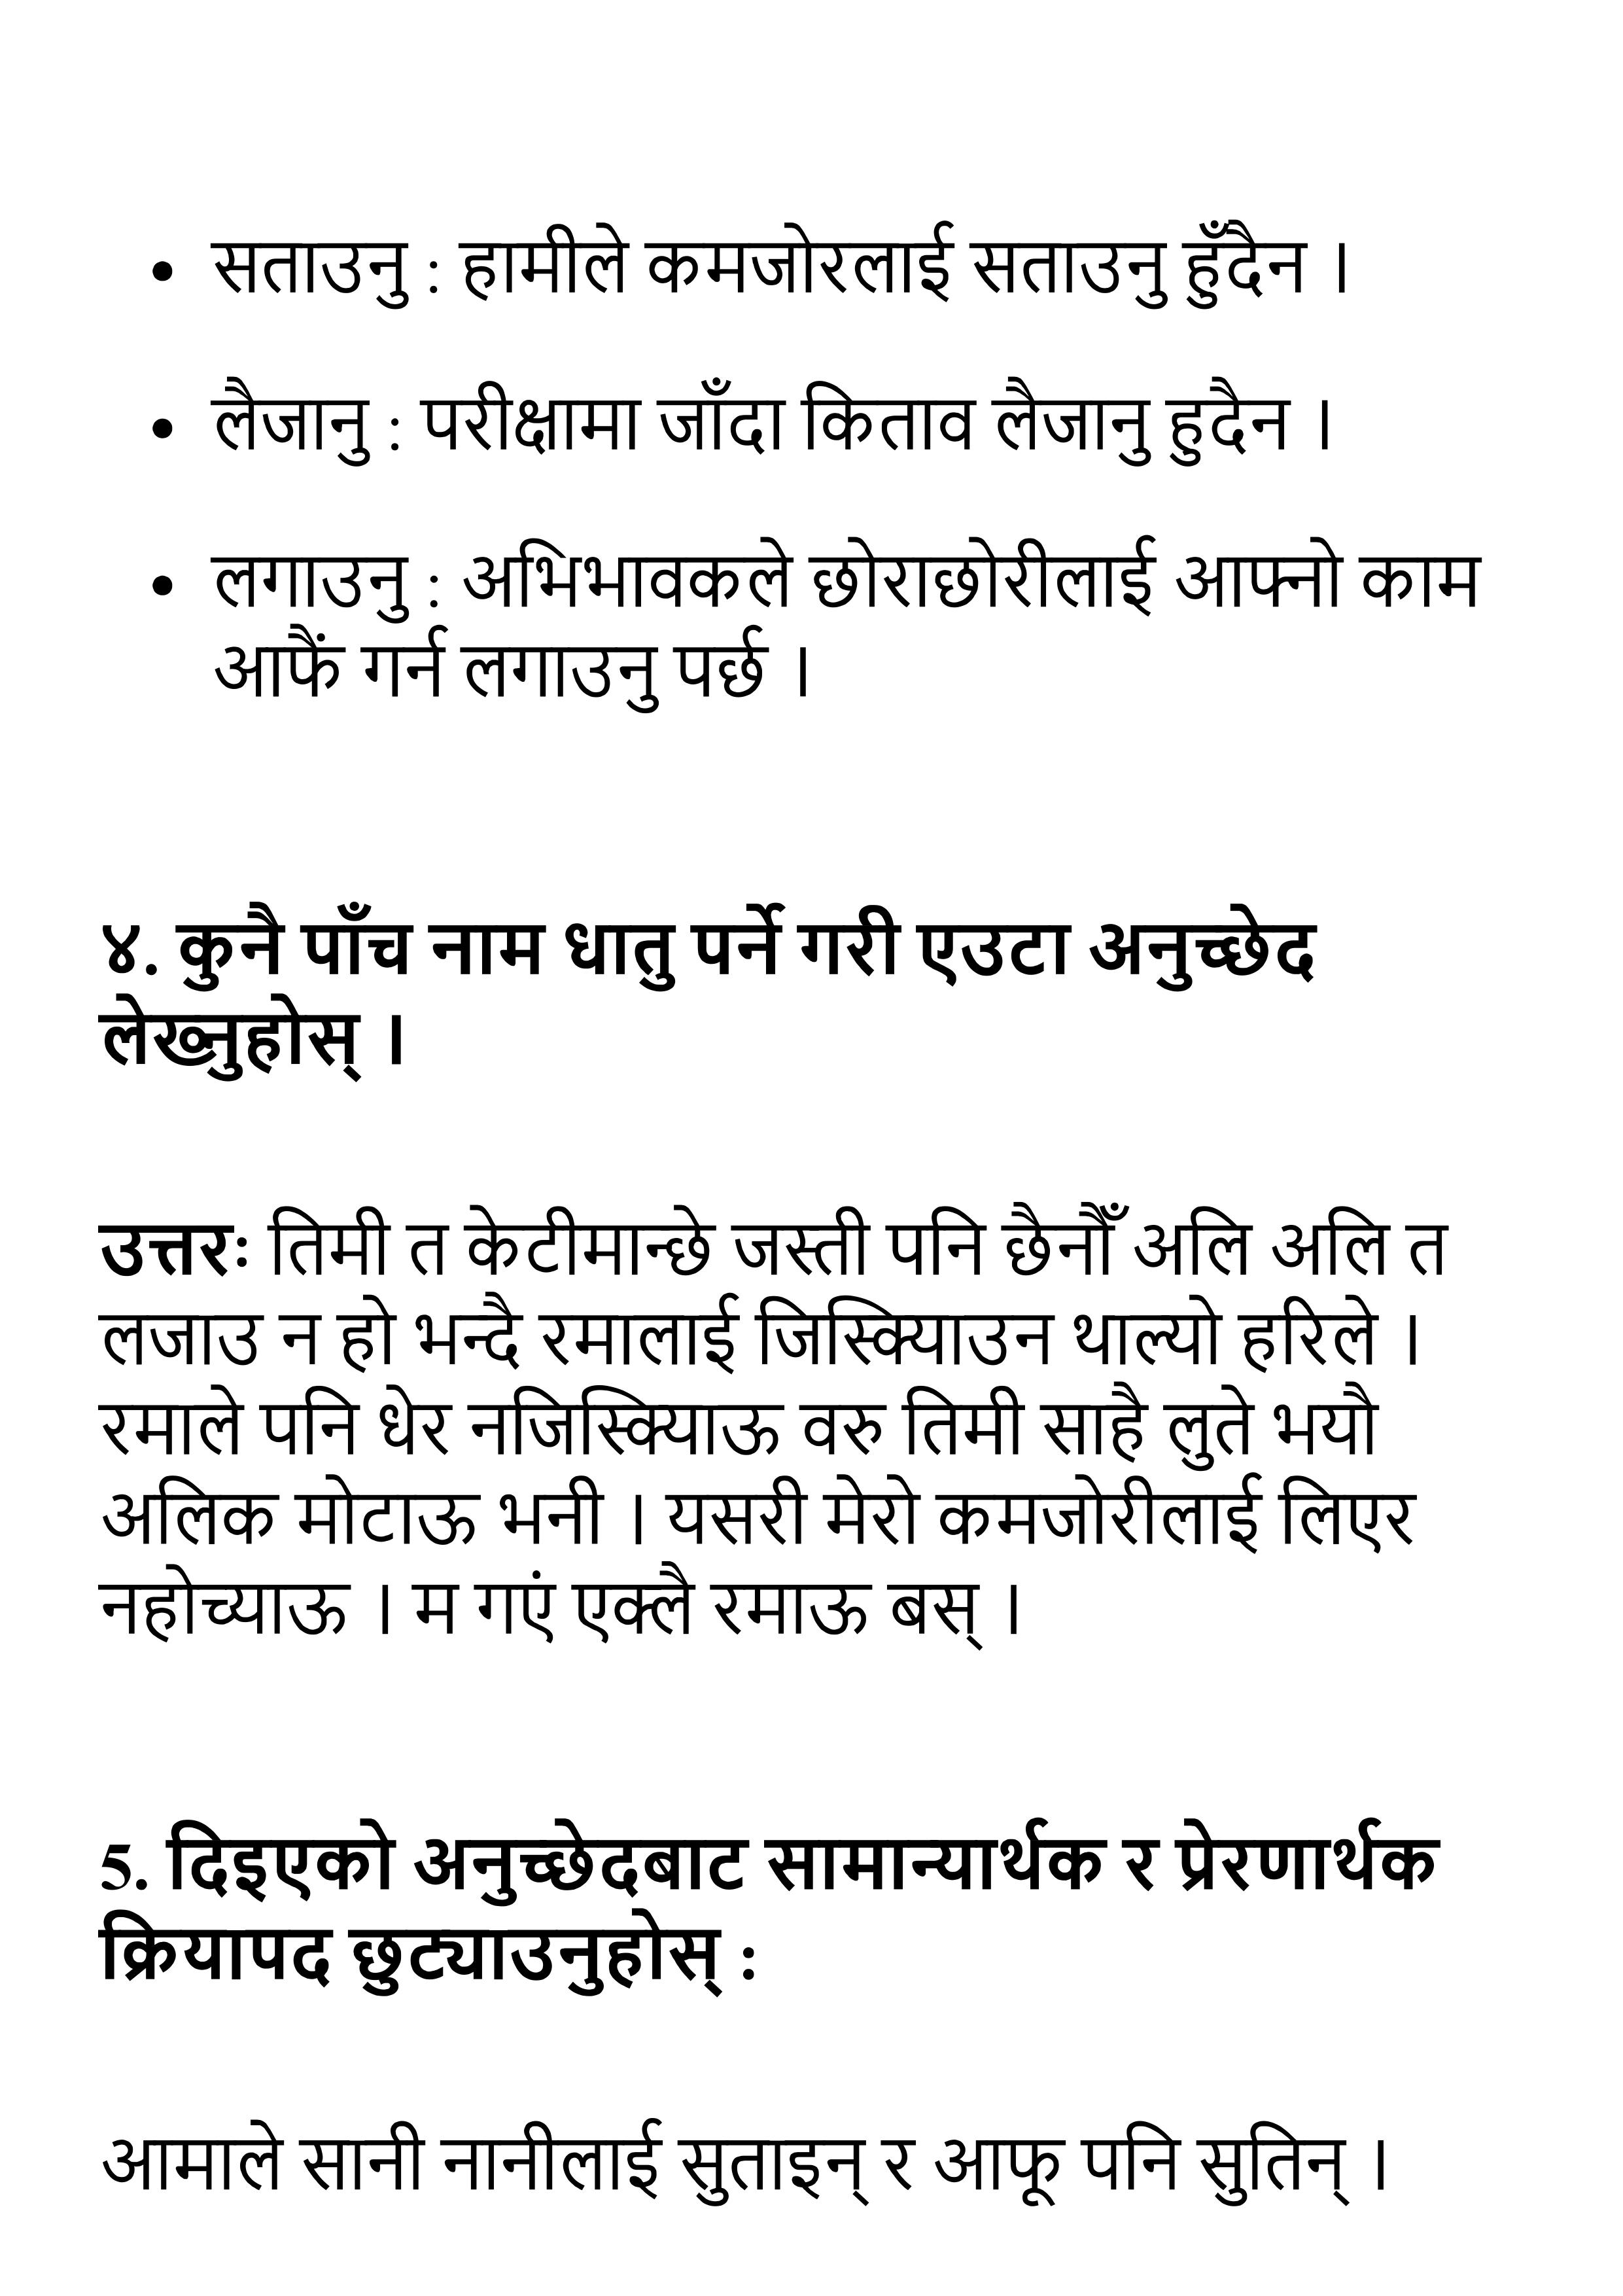 • सताउनु : हामीले कमजोरलाई सताउनु हुँदैन ।
• लैजानु : परीक्षामा जाँदा किताव लैजानु हुदैन ।
• लगाउनु : अभिभावकले छोराछोरीलाई आफ्नो काम
आफैं गर्न लगाउनु पर्छ ।
४. कुनै पाँच नाम धातु पर्ने गरी एउटा अनुच्छेद
लेख्नुहोस् ।
उत्तरः तिमी त केटीमान्छे जस्ती पनि छैनौँ अलि अलि त
लजाउ न हो भन्दै रमालाई जिस्क्याउन थाल्यो हरिले ।
रमाले पनि धेर नजिस्क्याऊ वरु तिमी साहै लुते भयौ
अलिक मोटाऊ भनी । यसरी मेरो कमजोरीलाई लिएर
नहोच्याऊ । म गएं एक्लै रमाऊ बस् ।
5. दिइएको अनुच्छेदबाट सामान्यार्थक र प्रेरणार्थक
क्रियापद छुट्याउनुहोस् :
आमाले सानी नानीलाई सुताइन् र आफू पनि सुतिन् ।